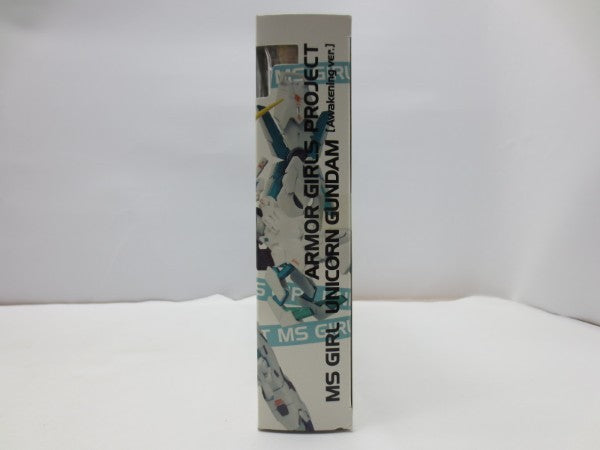 ARMOR GIRLS PROJECT
MS GIRL UNICORN GUNDAM [Awakening ver.]
MS GIRL
T MS GIRL